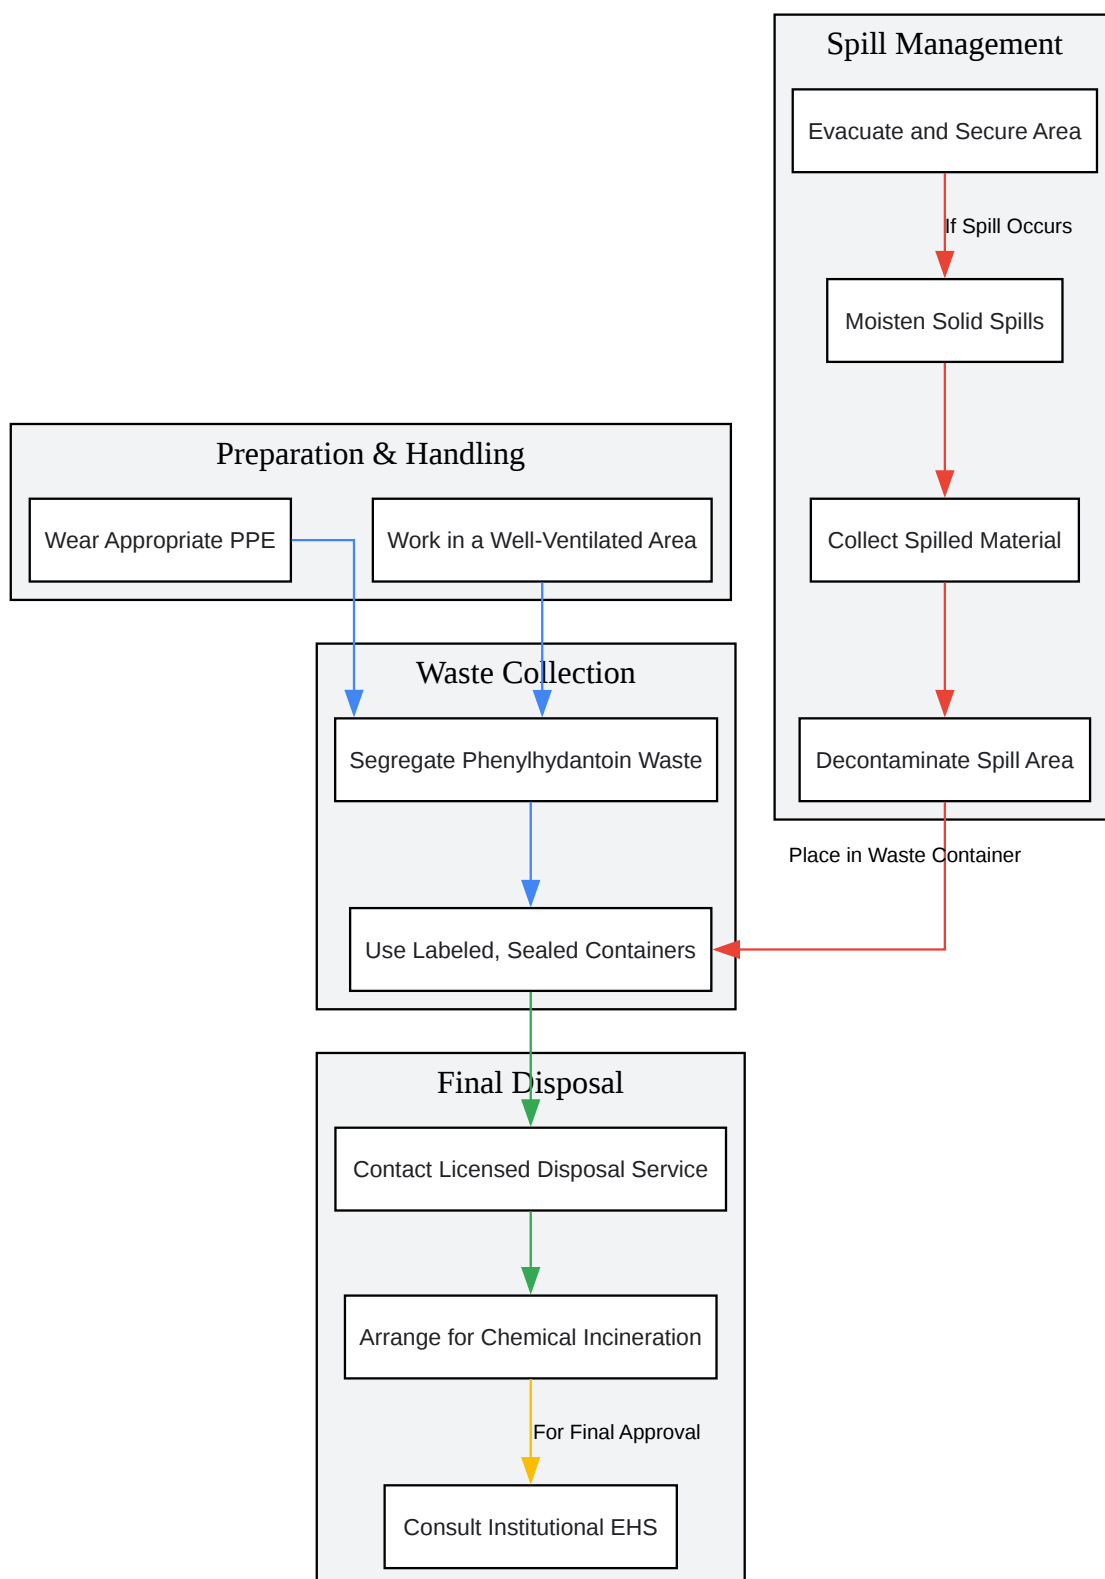 Spill Management
Evacuate and Secure Area
If Spill Occurs
Moisten Solid Spills
Preparation & Handling
Wear Appropriate PPE
Work in a Well-Ventilated Area
Collect Spilled Material
Waste Collection
Segregate Phenylhydantoin Waste
Decontaminate Spill Area
Place in Waste Container
Use Labeled, Sealed Containers
Final Disposal
Contact Licensed Disposal Service
Arrange for Chemical Incineration
For Final Approval
Consult Institutional EHS